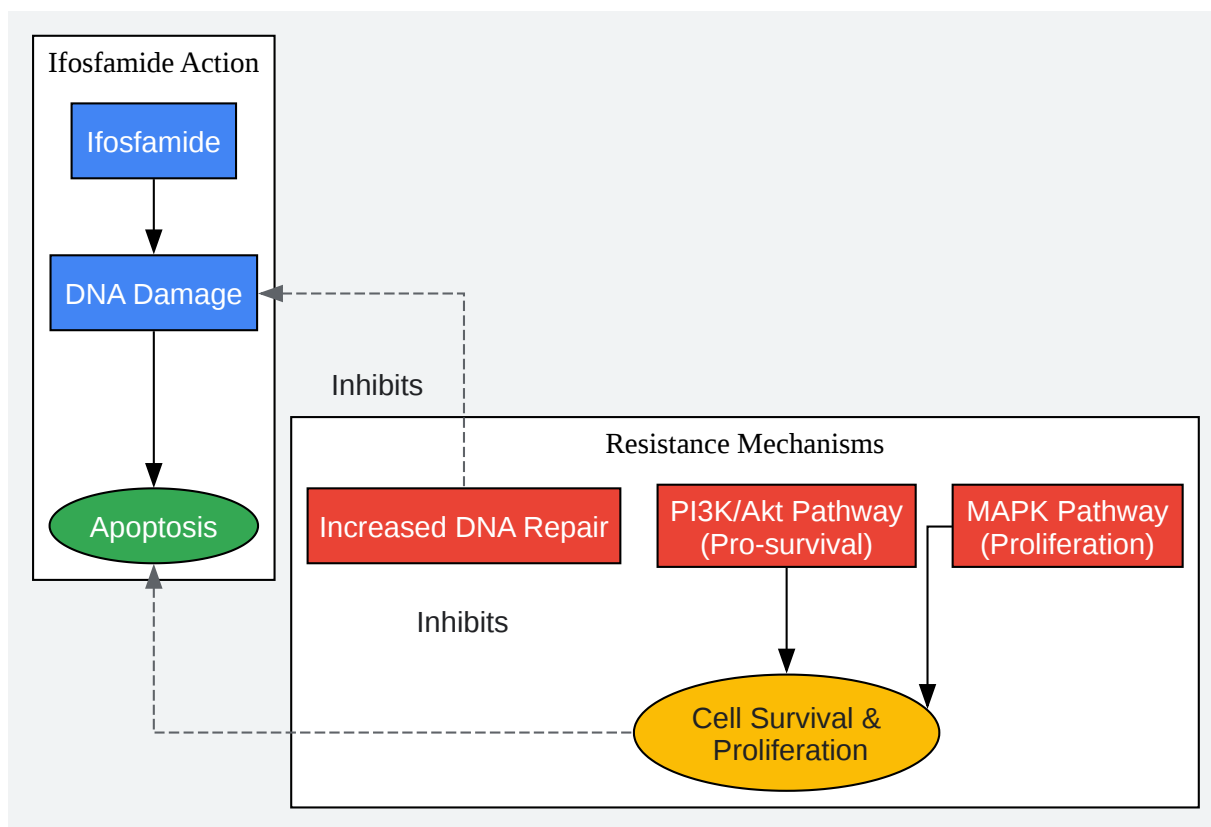 Ifosfamide Action
Ifosfamide
DNA Damage
Apoptosis
Inhibits
Resistance Mechanisms
Increased DNA Repair
PI3K/Akt Pathway
(Pro-survival)
MAPK Pathway
(Proliferation)
Inhibits
Cell Survival &
Proliferation